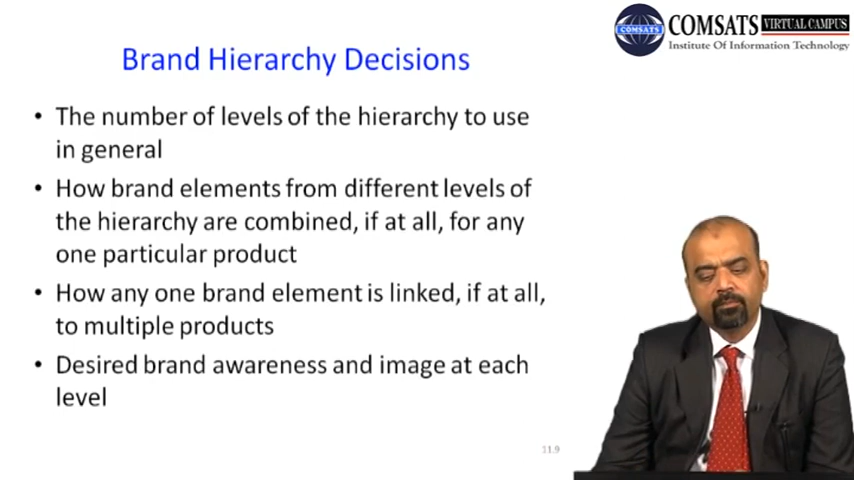 COMSATS VIRTUAL CAMPUS
COMSATS
Institute Of Information Technology
Brand Hierarchy Decisions
• The number of levels of the hierarchy to use
in general
• How brand elements from different levels of
the hierarchy are combined, if at all, for any
one particular product
• How any one brand element is linked, if at all,
to multiple products
• Desired brand awareness and image at each
level
11.9